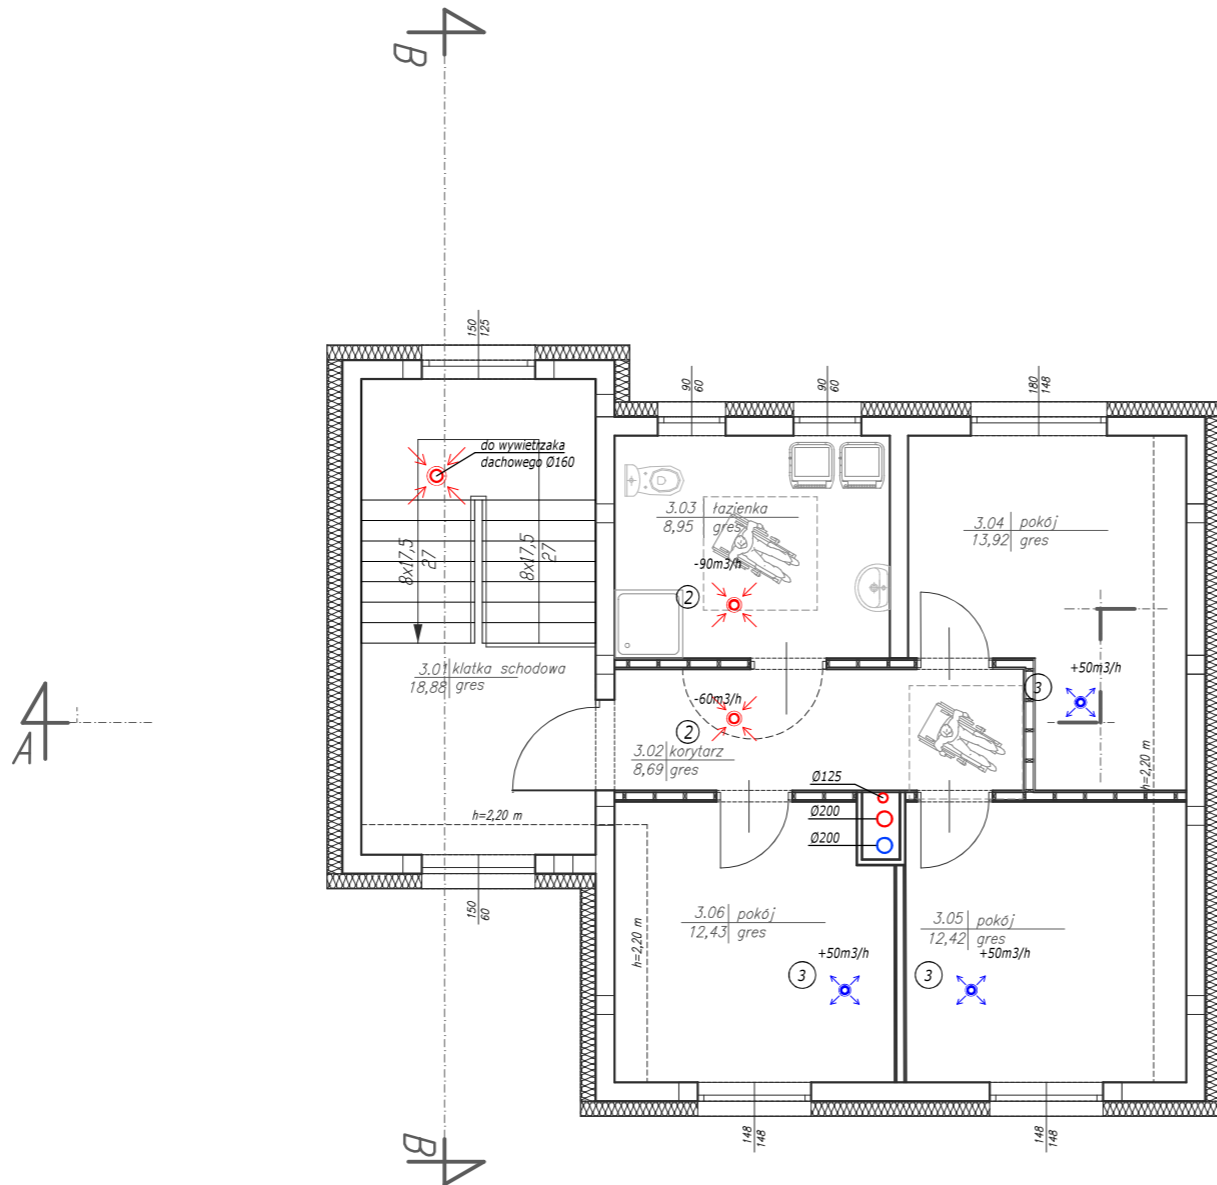 B
150
125
90
60
90
60
180
148
do wywietrzaka
dachowego Ø160
3.03 łazienka
8,95 gres
3.04 pokój
13,92 gres
8x17,5
27
8x17,5
27
-90m3/h
2
3.01 klatka schodowa
18,88 gres
+50m3/h
3
-60m3/h
2
A
3.02 korytarz
8,69 gres
h=2,20 m
Ø125
Ø200
Ø200
h=2,20 m
150
60
3.06 pokój
12,43 gres
3.05 pokój
12,42 gres
h=2,20 m
+50m3/h
3
+50m3/h
3
148
148
148
148
B